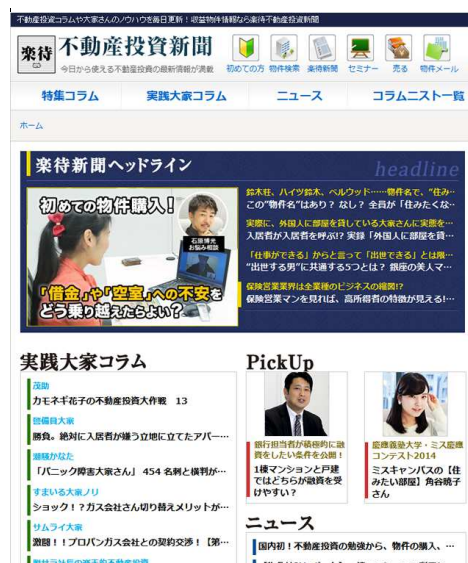 不動産投資コラムや大家さんのノウハウを毎日更新！収益物件情報なら楽待不動産投資新聞
楽待
不動産投資新聞
今日から使える不動産投資の最新情報が満載
初めての方
物件検索
楽待新聞
セミナー
売る
物件メール
特集コラム
実践大家コラム
ニュース
コラムニスト一覧
ホーム
楽待新聞ヘッドライン
headline
初めての物件購入！
石原博光
お悩み相談
「借金」や「空室」への不安を
どう乗り越えたらよい？
鈴木荘、ハイツ鈴木、ベルウッド……物件名で、“住み…
この“物件名”はあり？ なし？ 全員が「住みたくな…
実際に、外国人に部屋を貸している大家さんに実態を…
入居者が入居者を呼ぶ!? 実録「外国人に部屋を貸…
「仕事ができる」からと言って「出世できる」とは限…
“出世する男”に共通する5つとは？ 銀座の美人マ…
保険営業業界は全業種のビジネスの縮図!?
保険営業マンを見れば、高所得者の特徴が見える!…
実践大家コラム
茂助
カモネギ花子の不動産投資大作戦 13
警備員大家
勝負。絶対に入居者が嫌う立地に立てたアパー…
瀬賀かなた
「パニック障害大家さん」 454 名刺と横判が…
すまいる大家ノリ
ショック！？ガス会社さん切り替えメリットが…
サムライ大家
激闘！！プロパンガス会社との契約交渉！【第…
PickUp
銀行担当者が積極的に融
資をしたい条件を公開！
1棟マンションと戸建
ではどちらが融資を受
けやすい？
慶應義塾大学・ミス慶應
コンテスト2014
ミスキャンパスの【住
みたい部屋】角谷暁子
さん
ニュース
国内初！不動産投資の勉強から、物件の購入、…